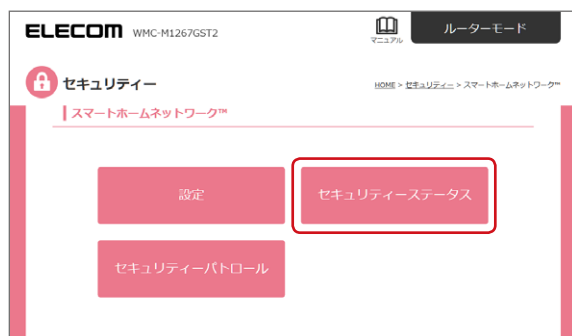 ELECOM WMC-M1267GST2
マニュアル
ルーターモード
セキュリティー
HOME > セキュリティー > スマートホームネットワーク™
スマートホームネットワーク™
設定
セキュリティーステータス
セキュリティーパトロール